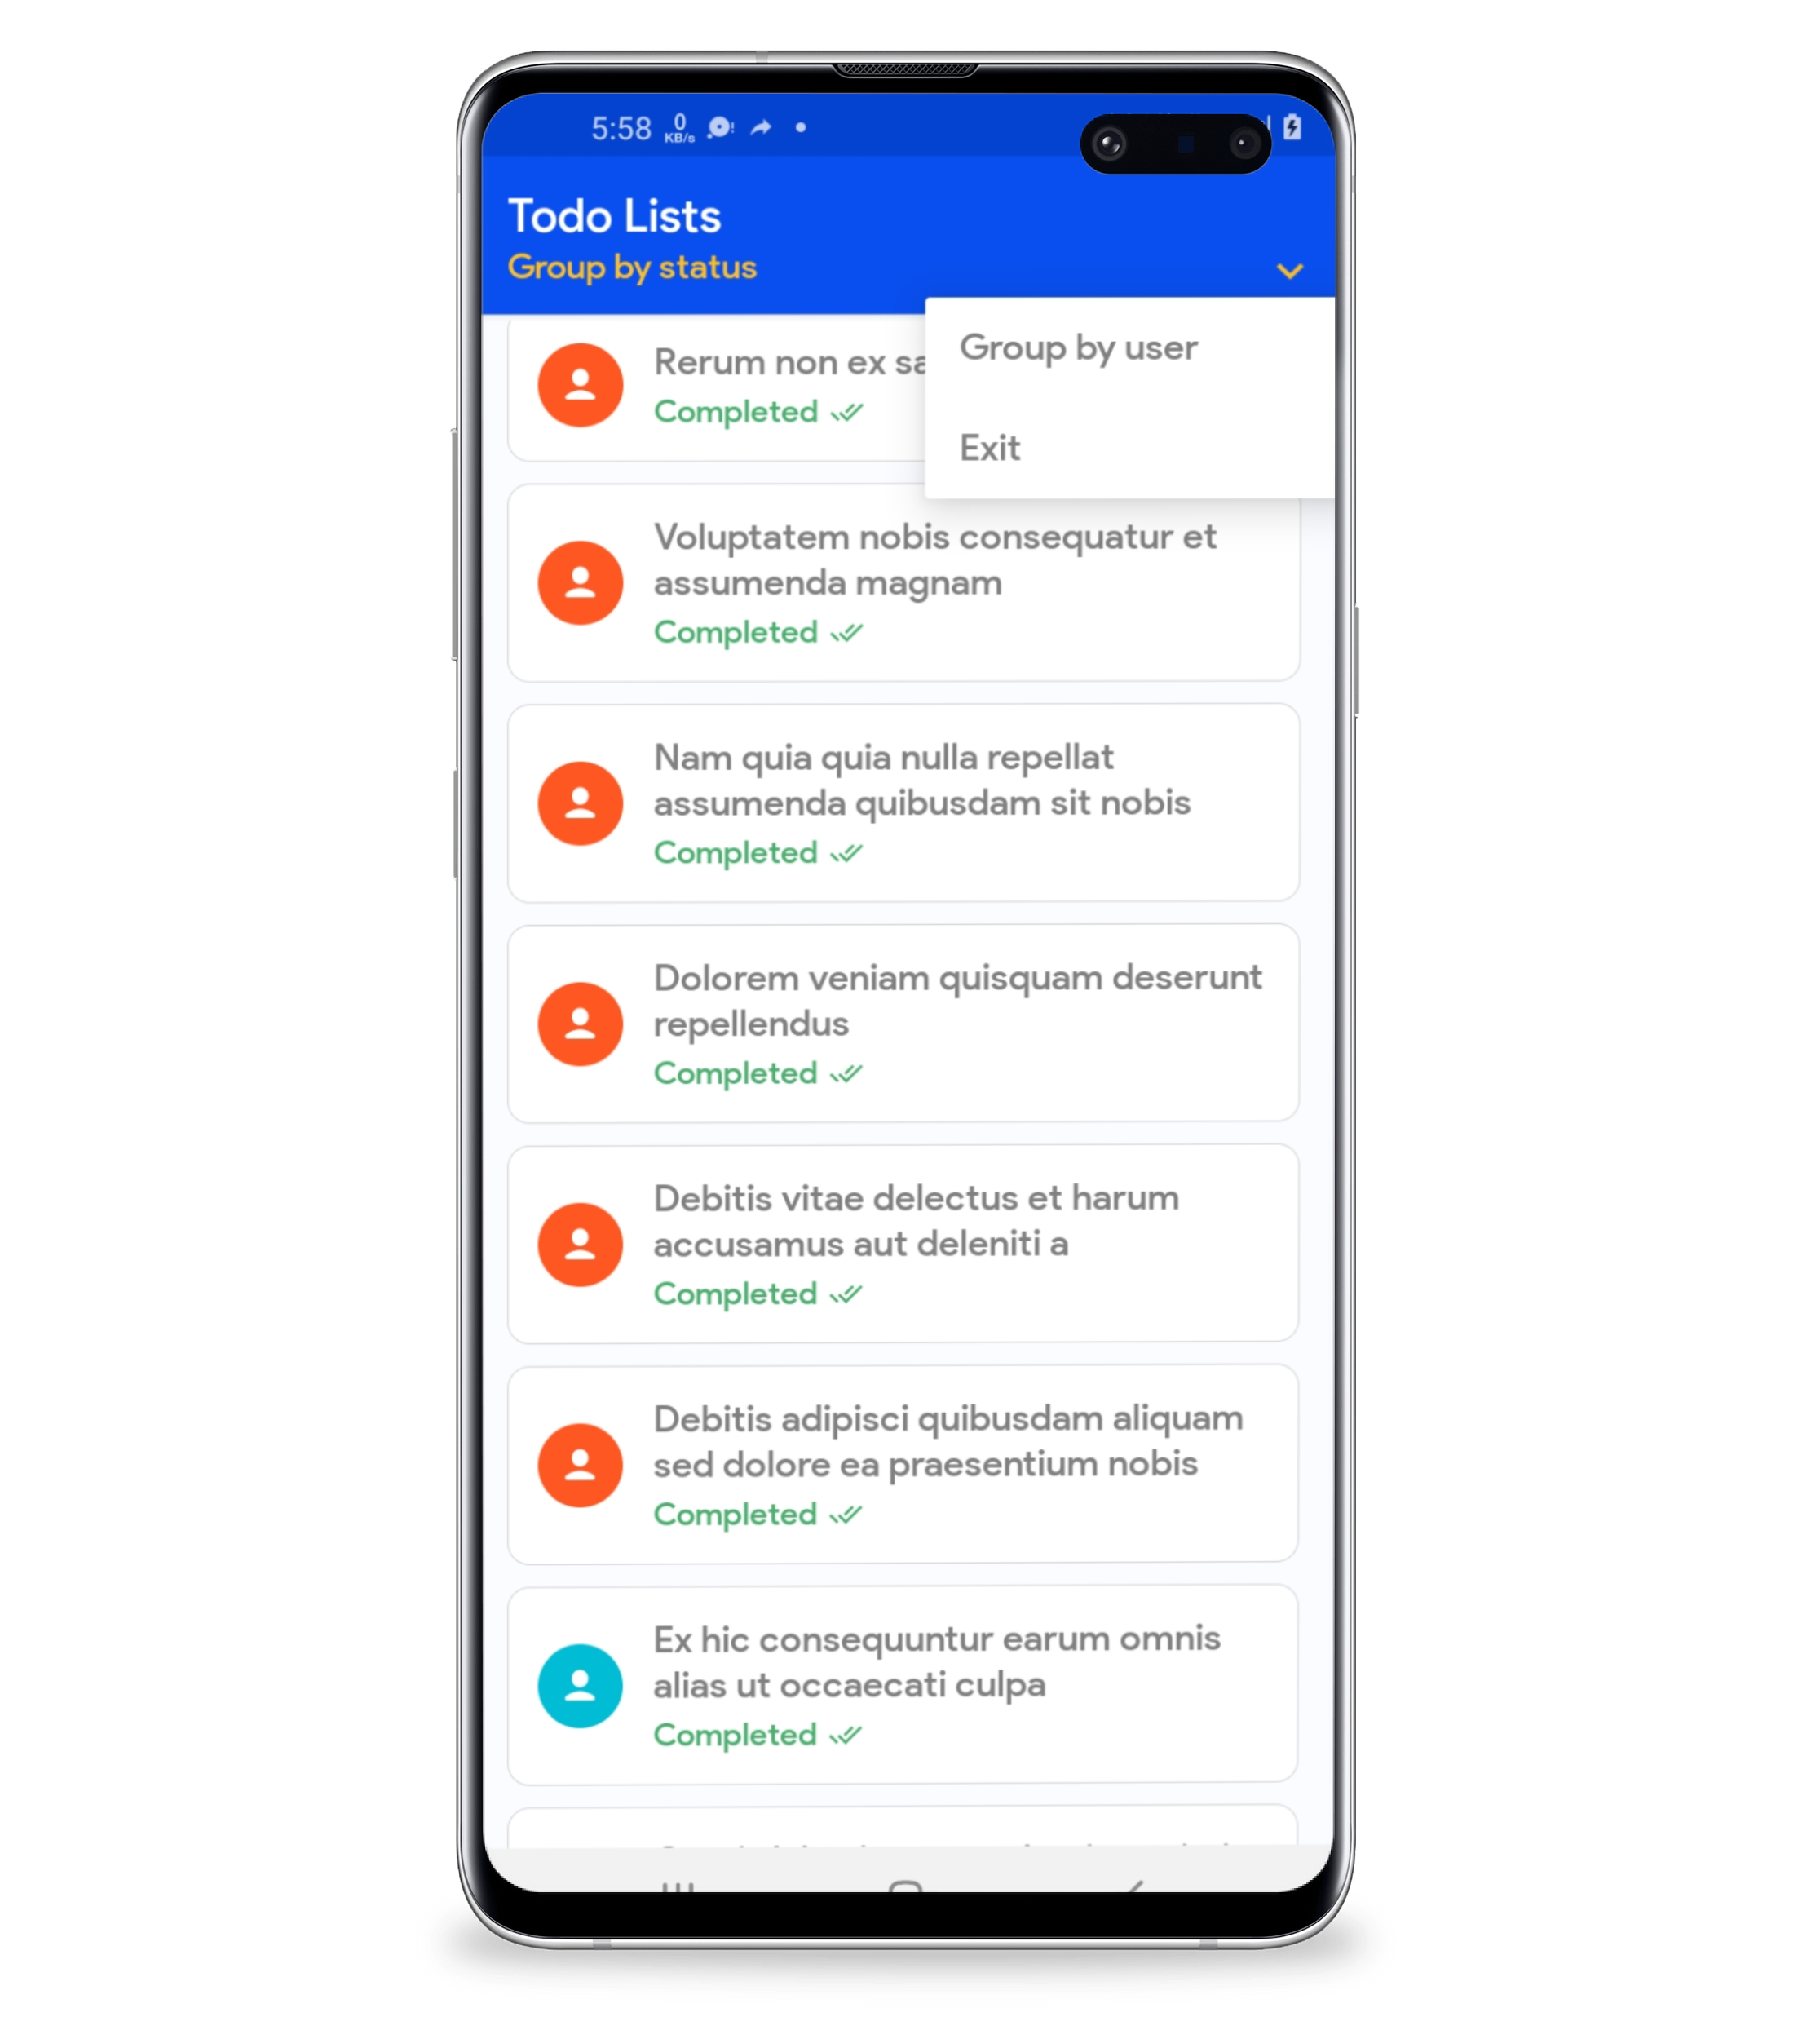 5:58
0
KB/s
Todo Lists
Group by status
Group by user
Exit
Rerum non ex
Completed
Voluptatem nobis consequatur et
assumenda magnam
Completed
Nam quia quia nulla repellat
assumenda quibusdam sit nobis
Completed
Dolorem veniam quisquam deserunt
repellendus
Completed
Debitis vitae delectus et harum
accusamus aut deleniti a
Completed
Debitis adipisci quibusdam aliquam
sed dolore ea praesentium nobis
Completed
Ex hic consequuntur earum omnis
alias ut occaecati culpa
Completed